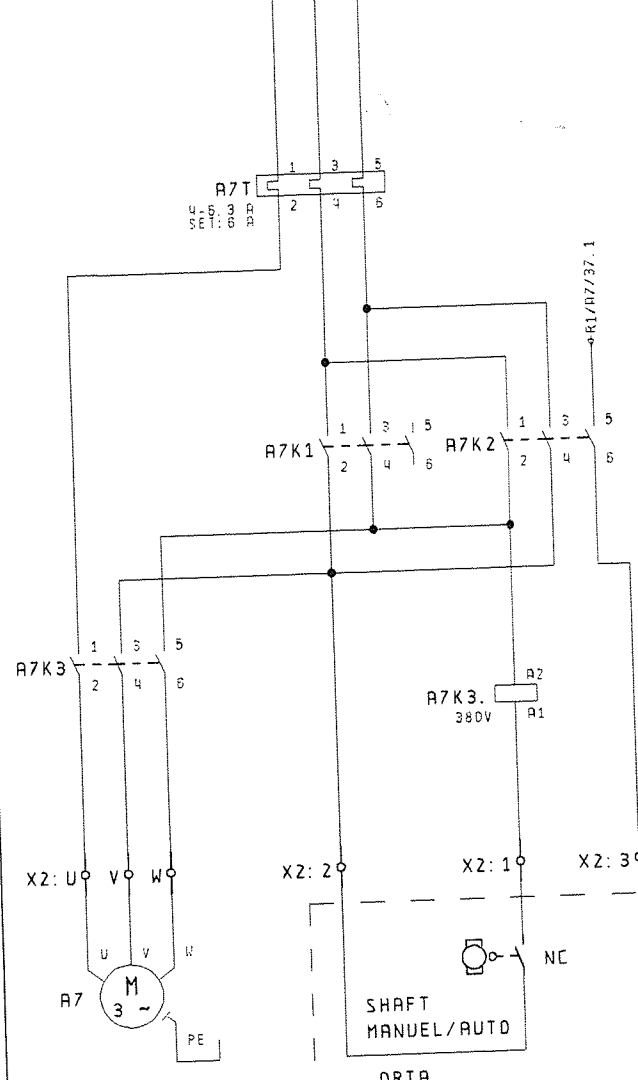 1 3 5
A7T
2 4 6
4-6.3 A
SET:6 A
R1/A7/37.1
1 3 5
A7K1
2 4 6
1 3 5
A7K2
2 4 6
1 3 5
A7K3
2 4 6
A2
A7K3.
380V
A1
X2: U V W
X2: 2
X2: 1
X2: 3
U V W
M
3 ~
A7
PE
NC
SHAFT
MANUEL/AUTO